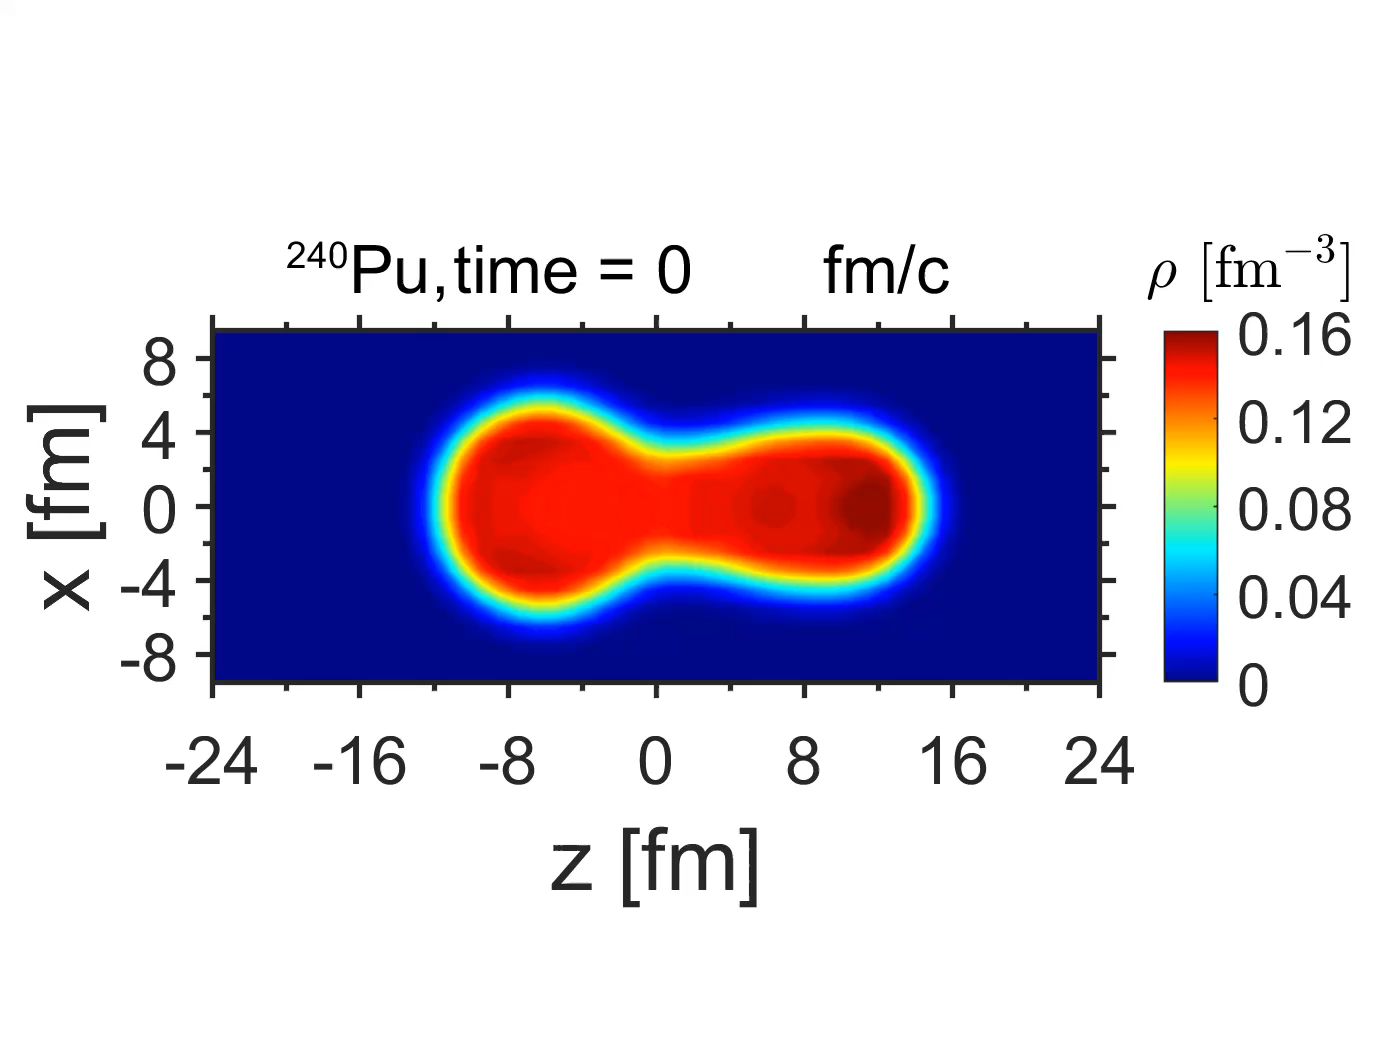 ²⁴⁰Pu,time = 0 fm/c
ρ [fm⁻³]
8
4
0
-4
-8
x [fm]
-24 -16 -8 0 8 16 24
z [fm]
0.16
0.12
0.08
0.04
0